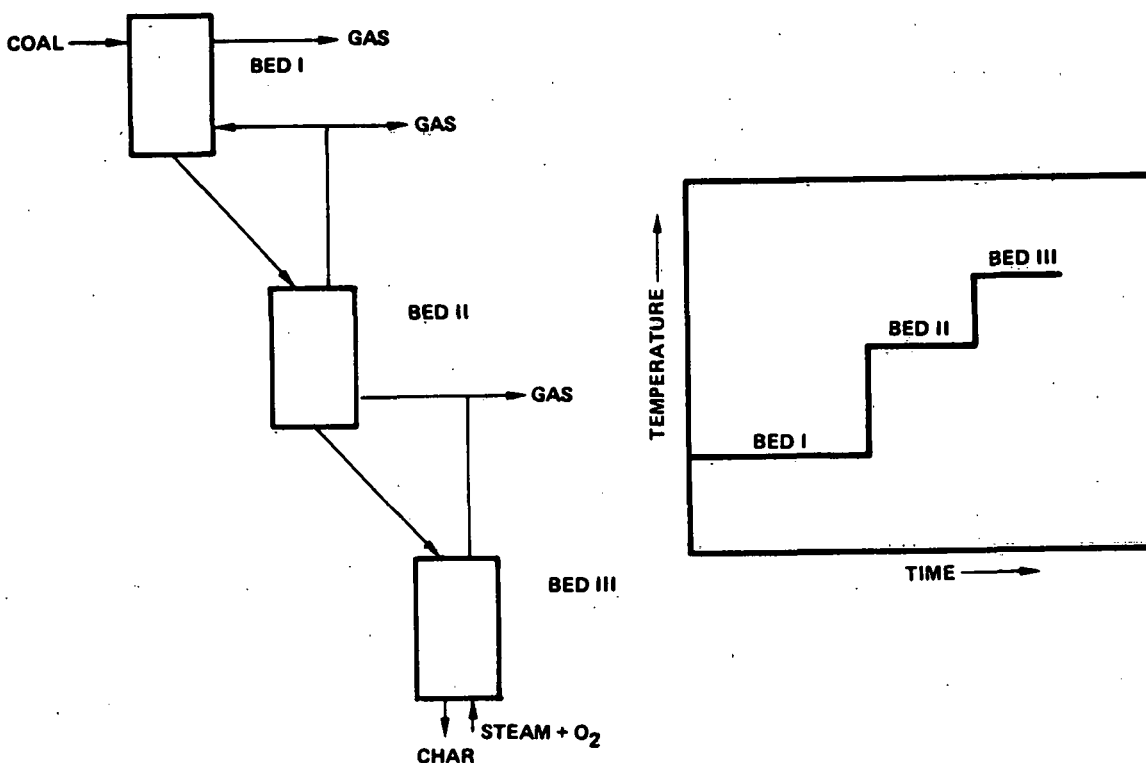 COAL
GAS
BED I
GAS
BED II
GAS
BED III
STEAM + O2
CHAR
TEMPERATURE
BED I
BED II
BED III
TIME